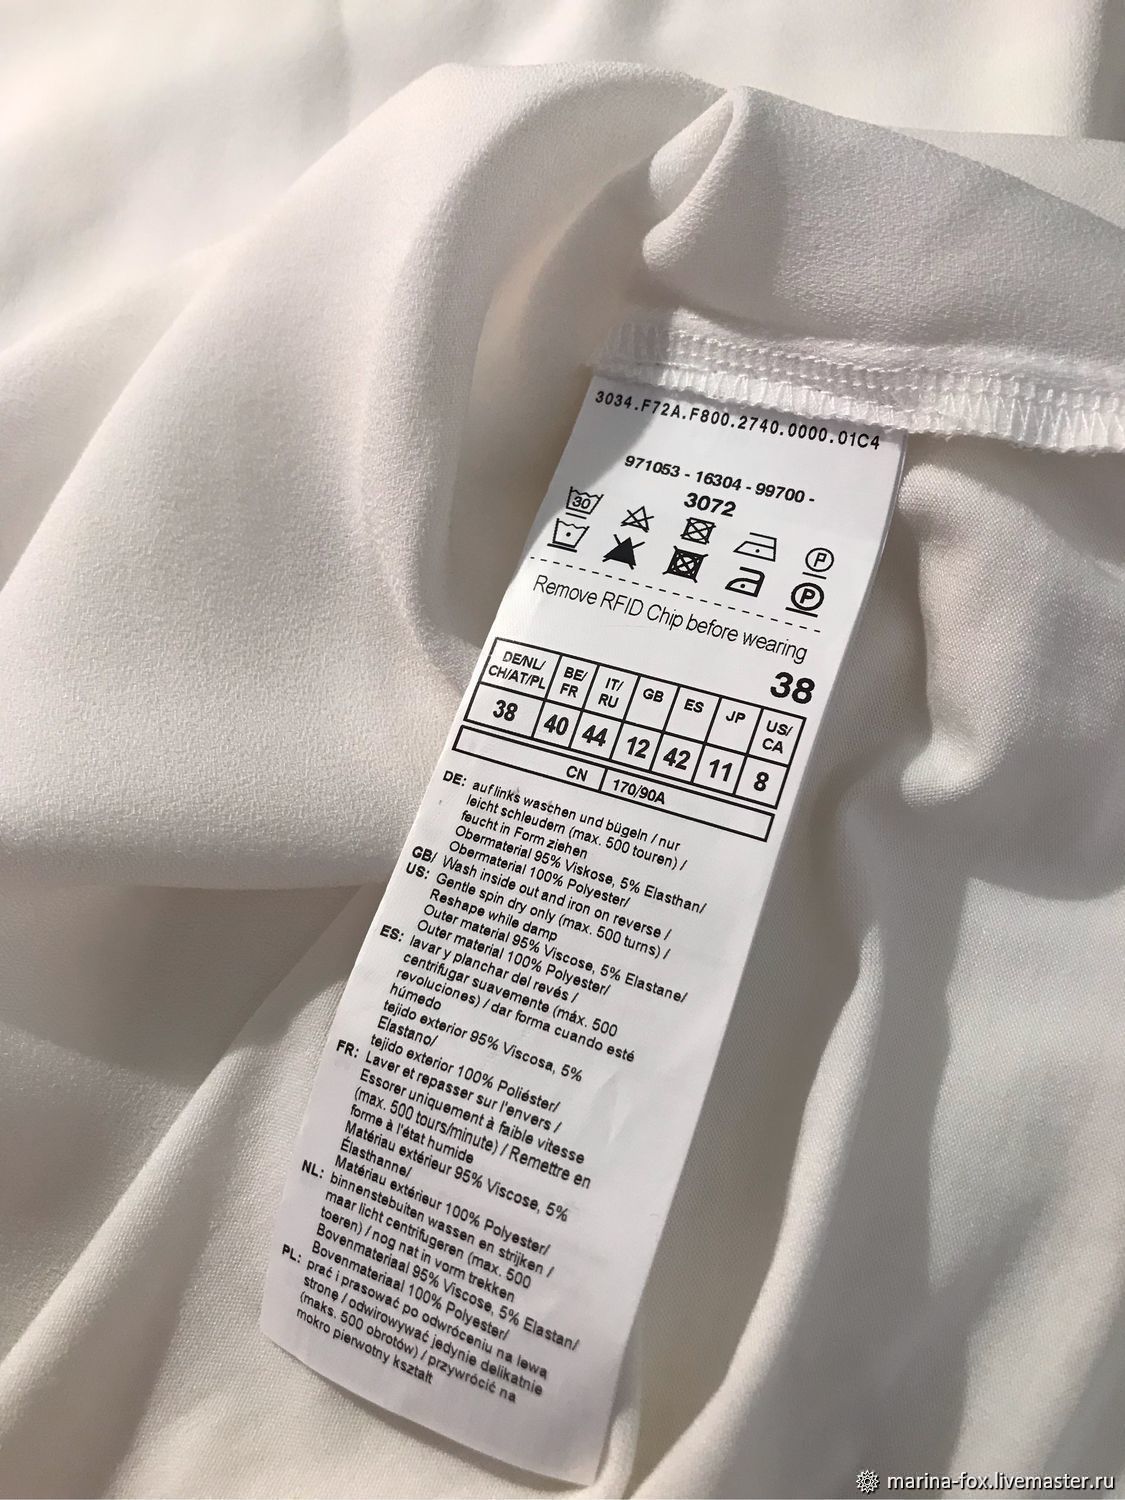 3034.F72A.F800.2740.0000.01C4
971053 - 16304 - 99700 -
3072
30 P
P
Remove RFID Chip before wearing
38
DE/NL/ CH/AT/PL BE/ FR IT/ RU GB ES JP US/ CA
38 40 44 12 42 11 8
CN 170/90A
DE: auf links waschen und bügeln / nur
leicht schleudern (max. 500 touren) /
feucht in Form ziehen
Obermaterial 95% Viskose, 5% Elasthan/
Obermaterial 100% Polyester/
GB/ US: Wash inside out and iron on reverse /
Gentle spin dry only (max. 500 turns) /
Reshape while damp
Outer material 95% Viscose, 5% Elastane/
Outer material 100% Polyester/
ES: lavar y planchar del revés /
centrifugar suavemente (máx. 500
revoluciones) / dar forma cuando esté
húmedo
tejido exterior 95% Viscosa, 5%
Elastano/
tejido exterior 100% Poliéster/
FR: Laver et repasser sur l'envers /
Essorer uniquement à faible vitesse
(max. 500 tours/minute) / Remettre en
forme à l'état humide
Matériau extérieur 95% Viscose, 5%
Élasthanne/
Matériau extérieur 100% Polyester/
NL: binnenstebuiten wassen en strijken /
maar licht centrifugeren (max. 500
toeren) / nog nat in vorm trekken
Bovenmateriaal 95% Viscose, 5% Elastan/
Bovenmateriaal 100% Polyester/
PL: prać i prasować po odwróceniu na lewą
stronę / odwirowywać jedynie delikatnie
(maks. 500 obrotów) / przywrócić na
mokro pierwotny kształt
marina-fox.livemaster.ru